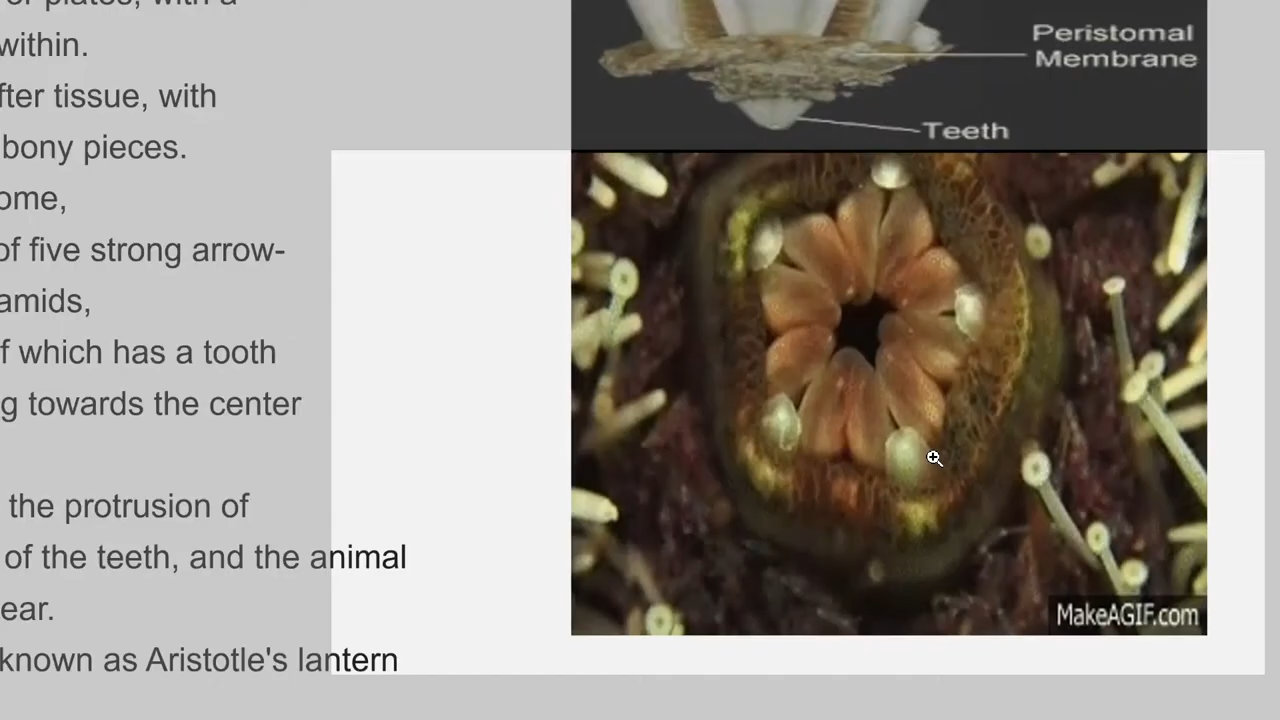 within.
fter tissue, with
bony pieces.
ome,
of five strong arrow-
amids,
f which has a tooth
g towards the center
the protrusion of
of the teeth, and the animal
ear.
known as Aristotle's lantern
Peristomal
Membrane
Teeth
MakeAGIF.com